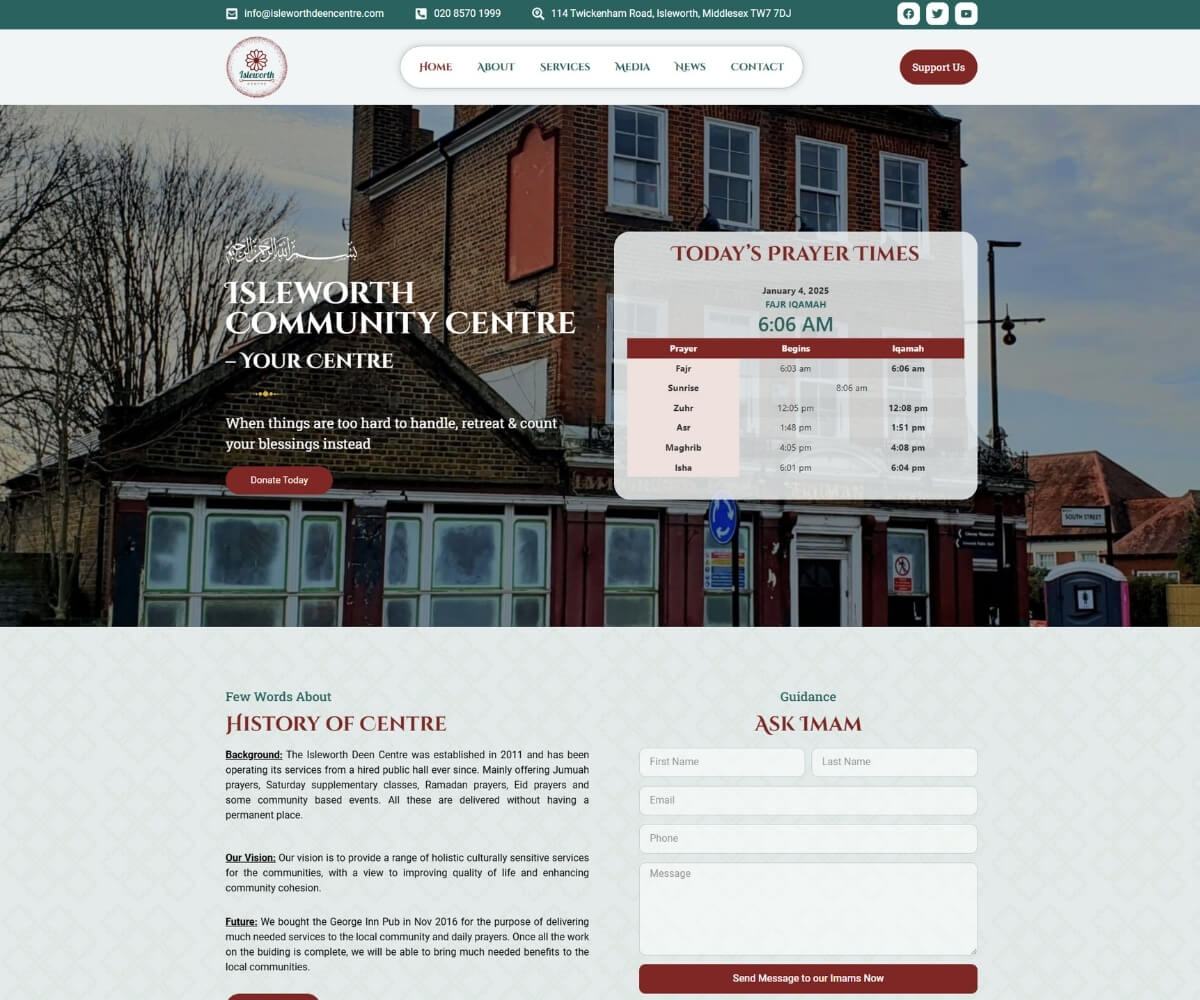 info@isleworthdeencentre.com 020 8570 1999 114 Twickenham Road, Isleworth, Middlesex TW7 7DJ
Isleworth
CENTRE
Home About Services Media News Contact
Support Us
بسم الله الرحمن الرحيم
Isleworth
Community Centre
– Your Centre
When things are too hard to handle, retreat & count
your blessings instead
Donate Today
Today's Prayer Times
January 4, 2025
FAJR IQAMAH
6:06 AM
Prayer Begins Iqamah
Fajr 6:03 am 6:06 am
Sunrise 8:06 am
Zuhr 12:05 pm 12:08 pm
Asr 1:48 pm 1:51 pm
Maghrib 4:05 pm 4:08 pm
Isha 6:01 pm 6:04 pm
SOUTH STREET
Few Words About
History of Centre
Background: The Isleworth Deen Centre was established in 2011 and has been
operating its services from a hired public hall ever since. Mainly offering Jumuah
prayers, Saturday supplementary classes, Ramadan prayers, Eid prayers and
some community based events. All these are delivered without having a
permanent place.
Our Vision: Our vision is to provide a range of holistic culturally sensitive services
for the communities, with a view to improving quality of life and enhancing
community cohesion.
Future: We bought the George Inn Pub in Nov 2016 for the purpose of delivering
much needed services to the local community and daily prayers. Once all the work
on the buiding is complete, we will be able to bring much needed benefits to the
local communities.
Guidance
Ask Imam
First Name Last Name
Email
Phone
Message
Send Message to our Imams Now